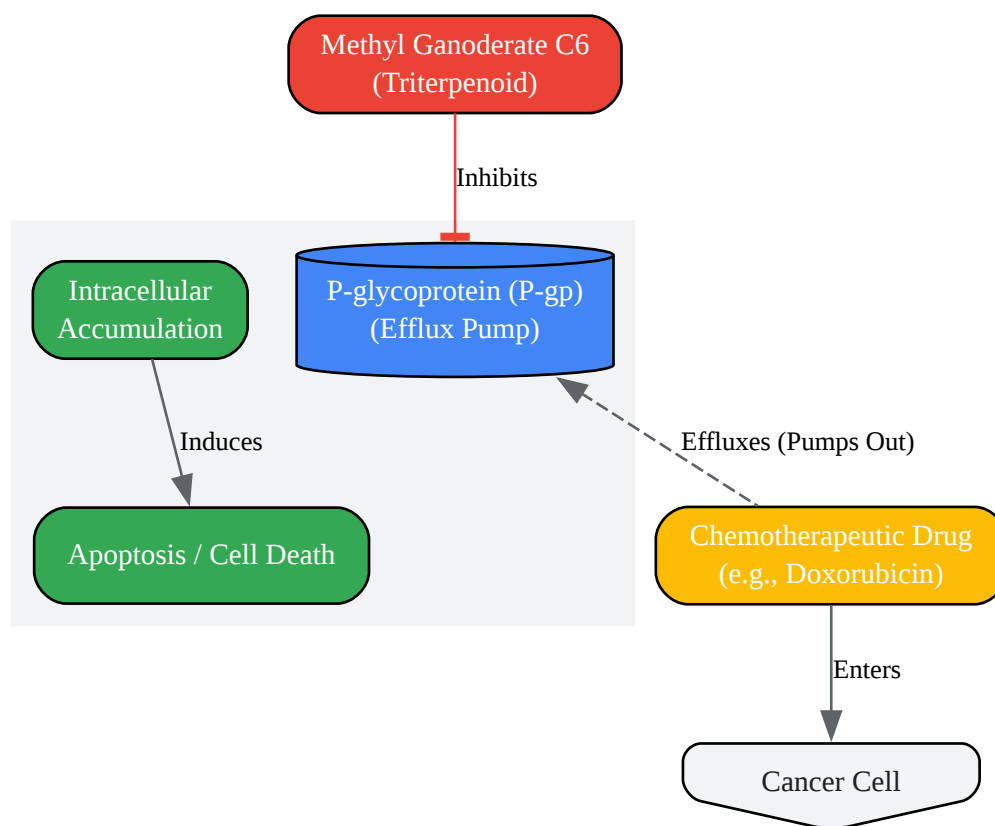 Methyl Ganoderate C6
(Triterpenoid)
Inhibits
Intracellular
Accumulation
P-glycoprotein (P-gp)
(Efflux Pump)
Induces
Effluxes (Pumps Out)
Apoptosis / Cell Death
Chemotherapeutic Drug
(e.g., Doxorubicin)
Enters
Cancer Cell